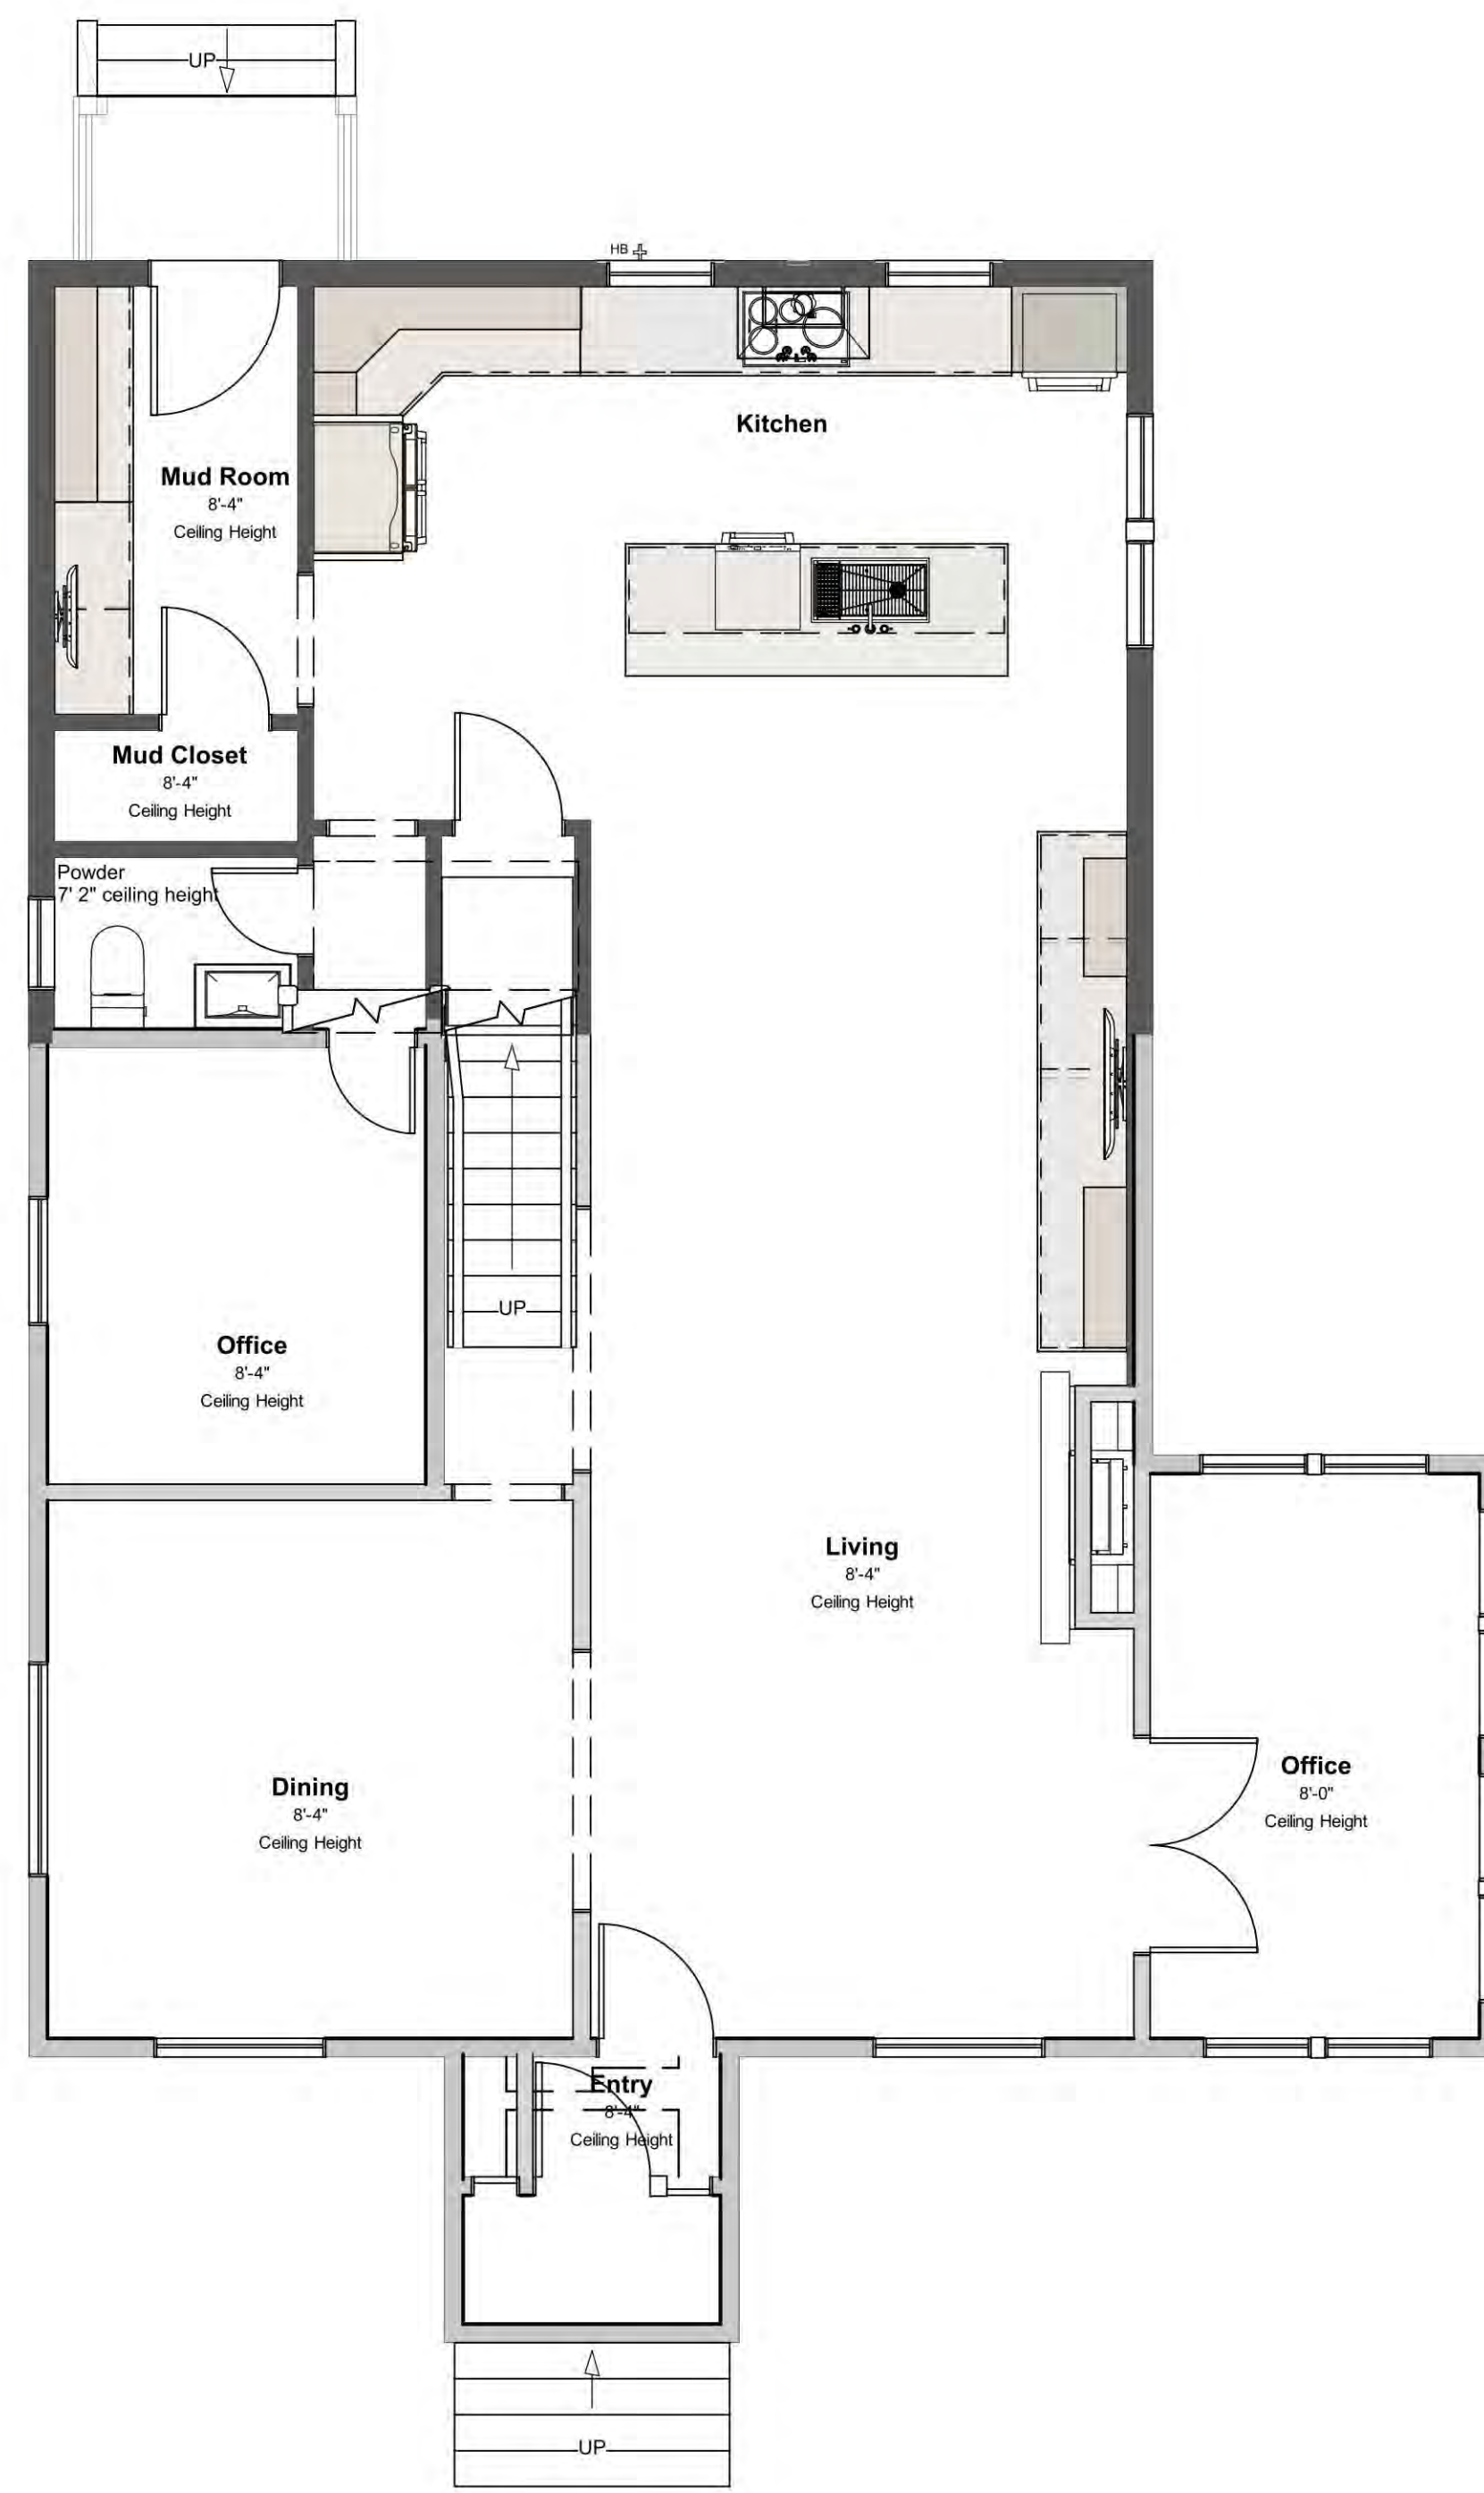 UP
HB
Kitchen
Mud Room
8'-4"
Ceiling Height
Mud Closet
8'-4"
Ceiling Height
Powder
7' 2" ceiling height
UP
Office
8'-4"
Ceiling Height
Living
8'-4"
Ceiling Height
Office
8'-0"
Ceiling Height
Dining
8'-4"
Ceiling Height
Entry
8'-4"
Ceiling Height
UP